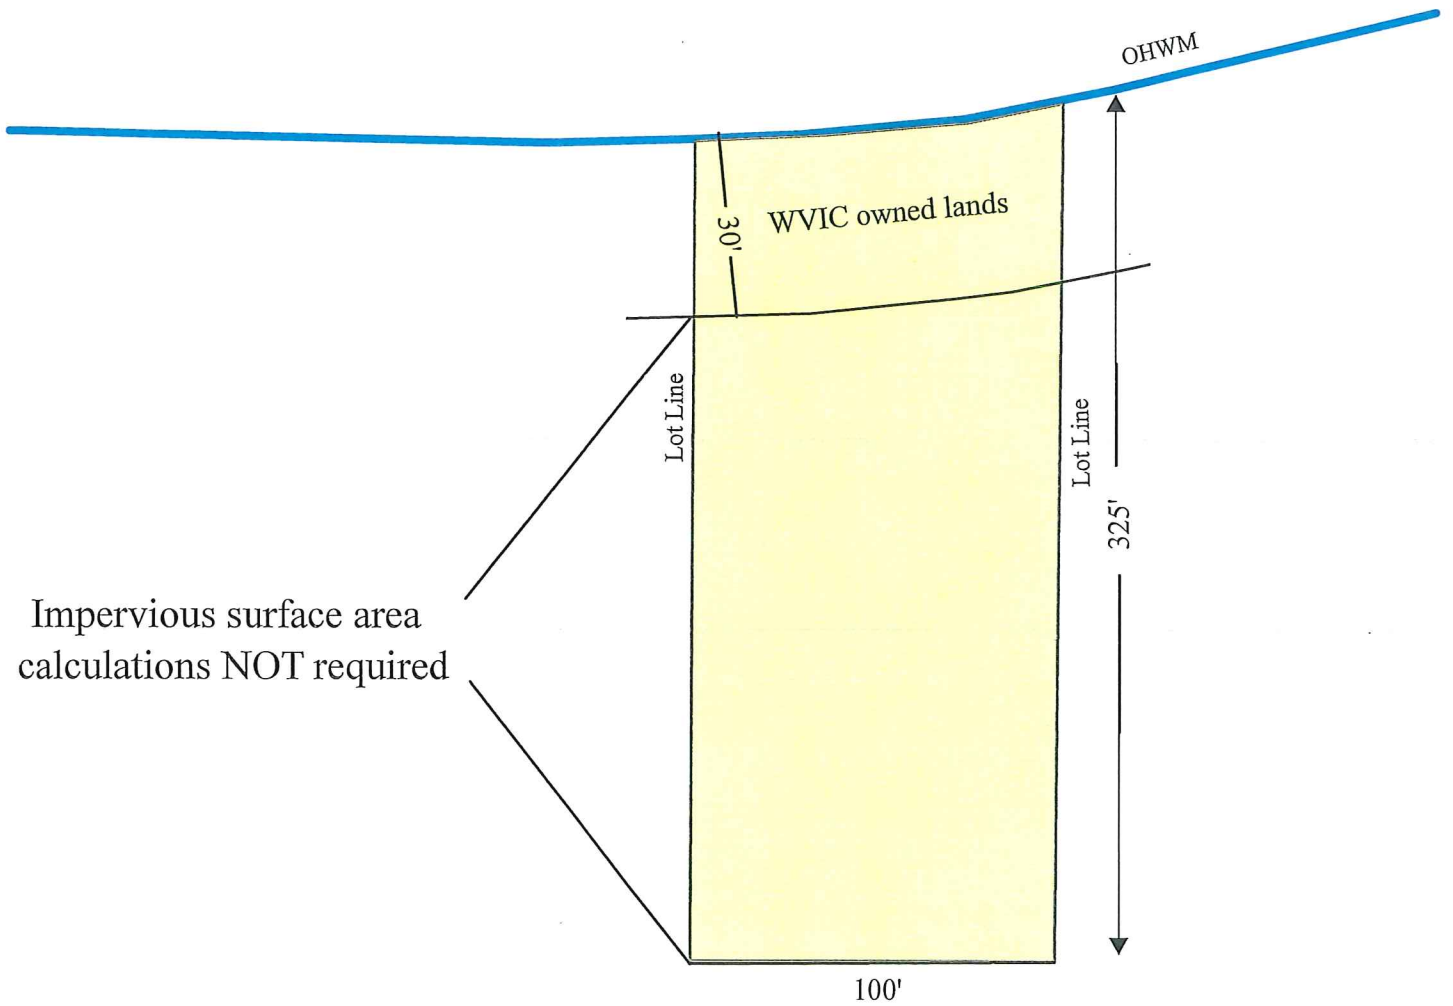 OHWM
WVIC owned lands
30'
Lot Line
Lot Line
325'
Impervious surface area
calculations NOT required
100'